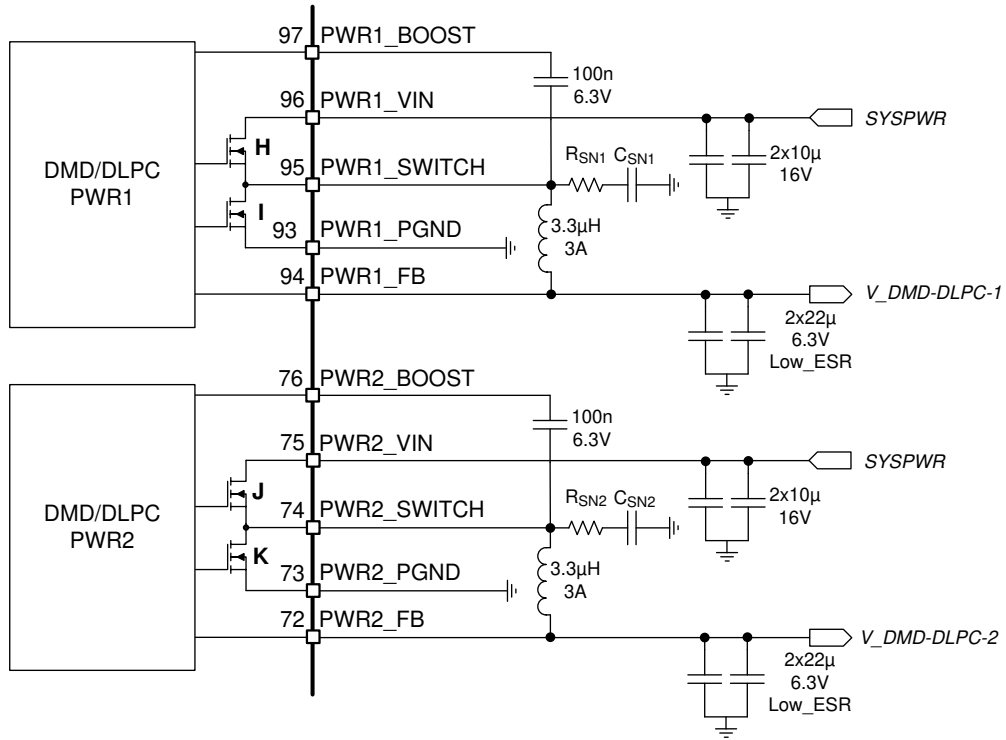 97 PWR1_BOOST
100n
6.3V
96 PWR1_VIN
SYSPWR
H
DMD/DLPC
PWR1
2x10µ
16V
95 PWR1_SWITCH
RSN1 CSN1
I
3.3µH
3A
93 PWR1_PGND
94 PWR1_FB
V_DMD-DLPC-1
2x22µ
6.3V
Low_ESR
76 PWR2_BOOST
100n
6.3V
75 PWR2_VIN
SYSPWR
J
DMD/DLPC
PWR2
2x10µ
16V
74 PWR2_SWITCH
RSN2 CSN2
K
3.3µH
3A
73 PWR2_PGND
72 PWR2_FB
V_DMD-DLPC-2
2x22µ
6.3V
Low_ESR